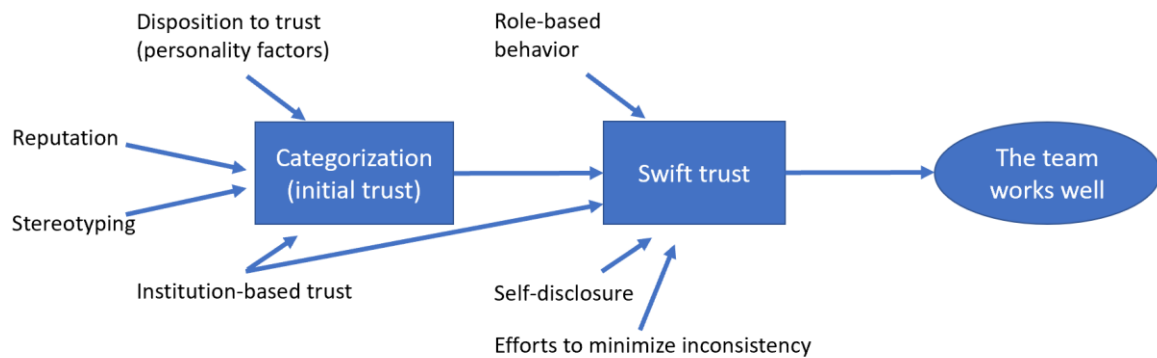 Disposition to trust
(personality factors)
Role-based
behavior
Reputation
Categorization
(initial trust)
Swift trust
The team
works well
Stereotyping
Institution-based trust
Self-disclosure
Efforts to minimize inconsistency